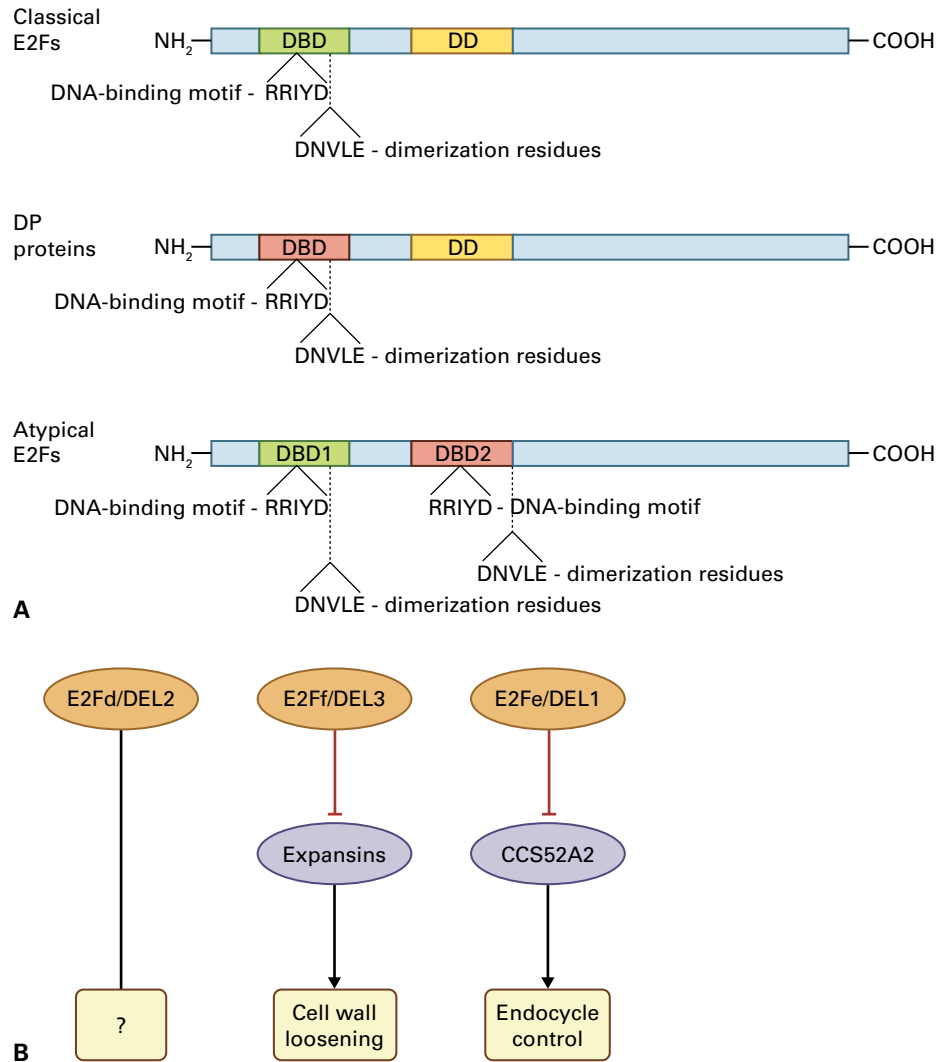 Classical
E2Fs
NH2
DBD
DD
COOH
DNA-binding motif - RRIYD
DNVLE - dimerization residues
DP
proteins
NH2
DBD
DD
COOH
DNA-binding motif - RRIYD
DNVLE - dimerization residues
Atypical
E2Fs
NH2
DBD1
DBD2
COOH
DNA-binding motif - RRIYD
RRIYD - DNA-binding motif
DNVLE - dimerization residues
DNVLE - dimerization residues
A
E2Fd/DEL2
E2Ff/DEL3
E2Fe/DEL1
Expansins
CCS52A2
?
Cell wall
loosening
Endocycle
control
B